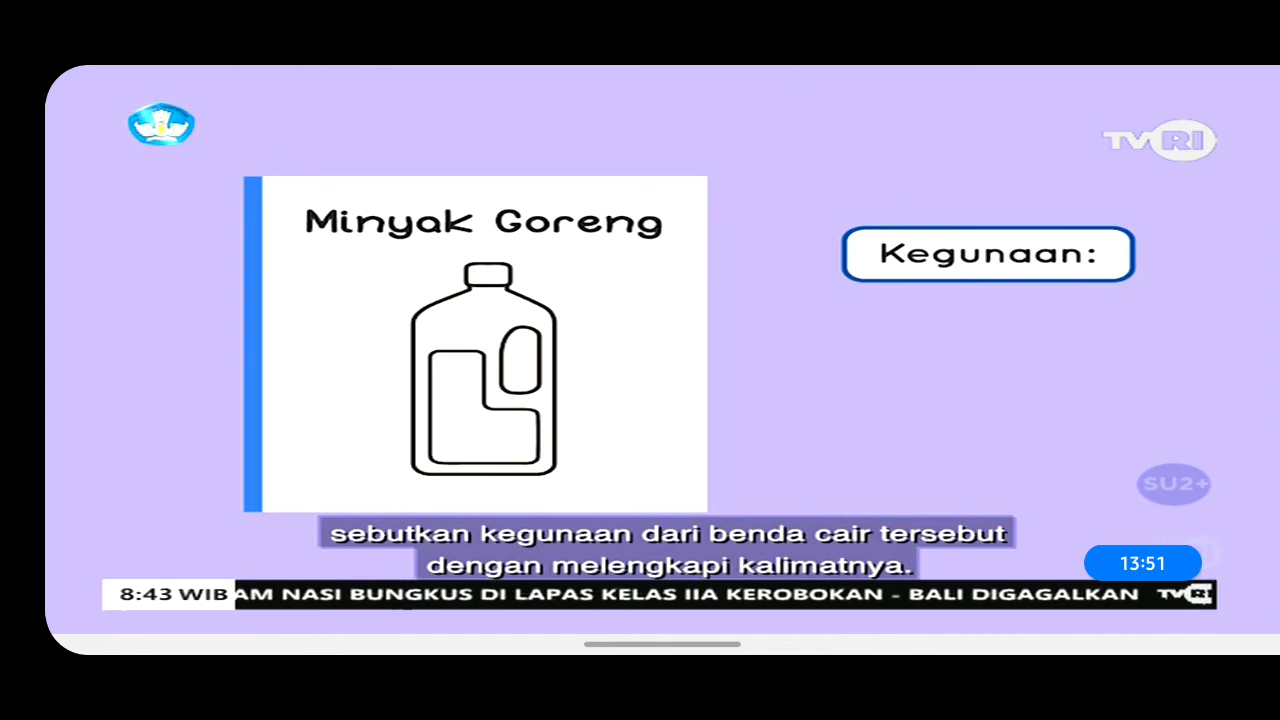 TVRI
Minyak Goreng
Kegunaan:
SU2+
sebutkan kegunaan dari benda cair tersebut
dengan melengkapi kalimatnya.
13:51
8:43 WIB AM NASI BUNGKUS DI LAPAS KELAS IIA KEROBOKAN - BALI DIGAGALKAN TVRI